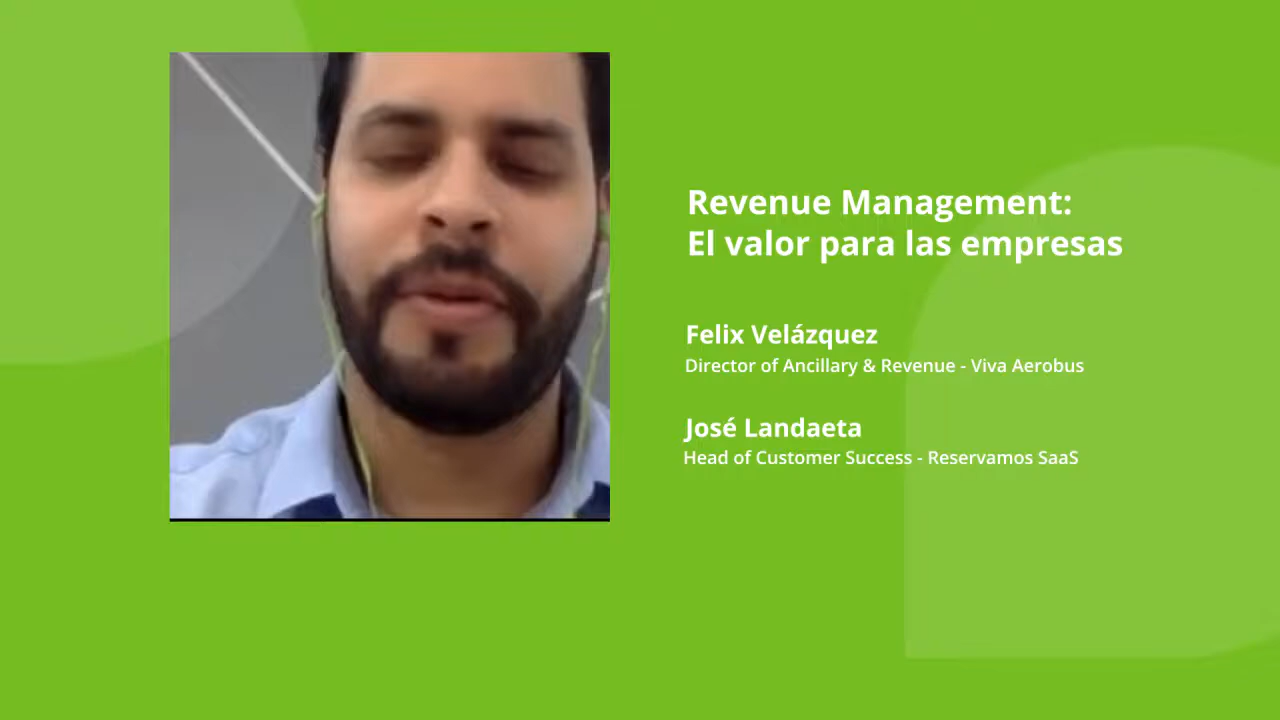 Revenue Management:
El valor para las empresas
Felix Velázquez
Director of Ancillary & Revenue - Viva Aerobus
José Landaeta
Head of Customer Success - Reservamos SaaS